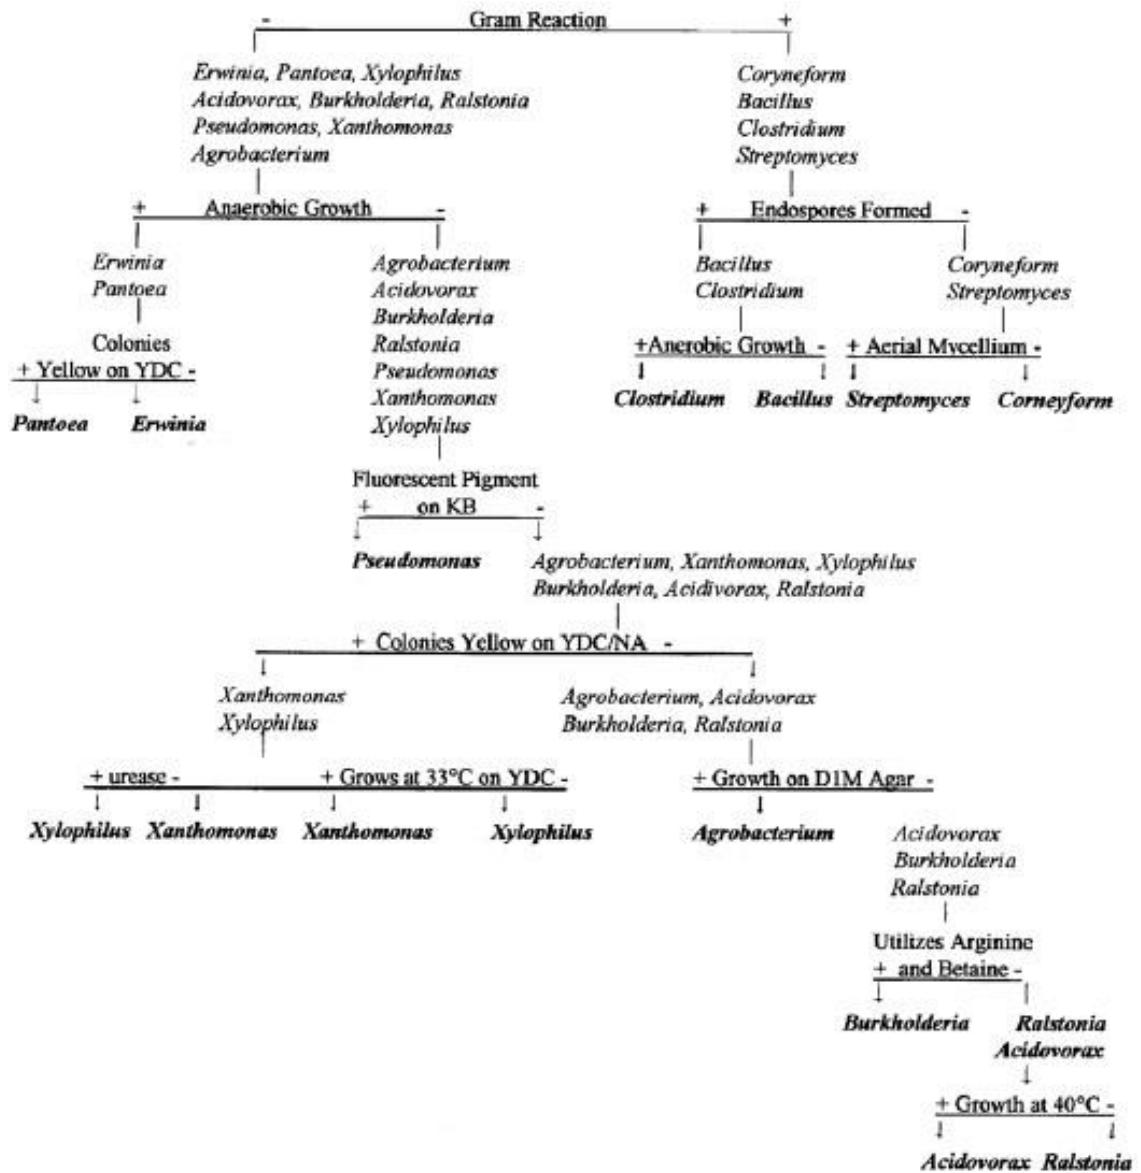 - Gram Reaction +
Erwinia, Pantoea, Xylophilus
Acidovorax, Burkholderia, Ralstonia
Pseudomonas, Xanthomonas
Agrobacterium
Coryneform
Bacillus
Clostridium
Streptomyces
+ Anaerobic Growth -
+ Endospores Formed -
Erwinia
Pantoea
Agrobacterium
Acidovorax
Burkholderia
Ralstonia
Pseudomonas
Xanthomonas
Xylophilus
Bacillus
Clostridium
Coryneform
Streptomyces
Colonies
+ Yellow on YDC -
Pantoea Erwinia
+Anerobic Growth -
Clostridium Bacillus
+ Aerial Mycellium -
Streptomyces Corneyform
Fluorescent Pigment
+ on KB -
Pseudomonas
Agrobacterium, Xanthomonas, Xylophilus
Burkholderia, Acidivorax, Ralstonia
+ Colonies Yellow on YDC/NA -
Xanthomonas
Xylophilus
Agrobacterium, Acidovorax
Burkholderia, Ralstonia
+ urease -
+ Grows at 33°C on YDC -
+ Growth on D1M Agar -
Xylophilus Xanthomonas
Xanthomonas Xylophilus
Agrobacterium
Acidovorax
Burkholderia
Ralstonia
Utilizes Arginine
+ and Betaine -
Burkholderia
Ralstonia
Acidovorax
+ Growth at 40°C -
Acidovorax Ralstonia